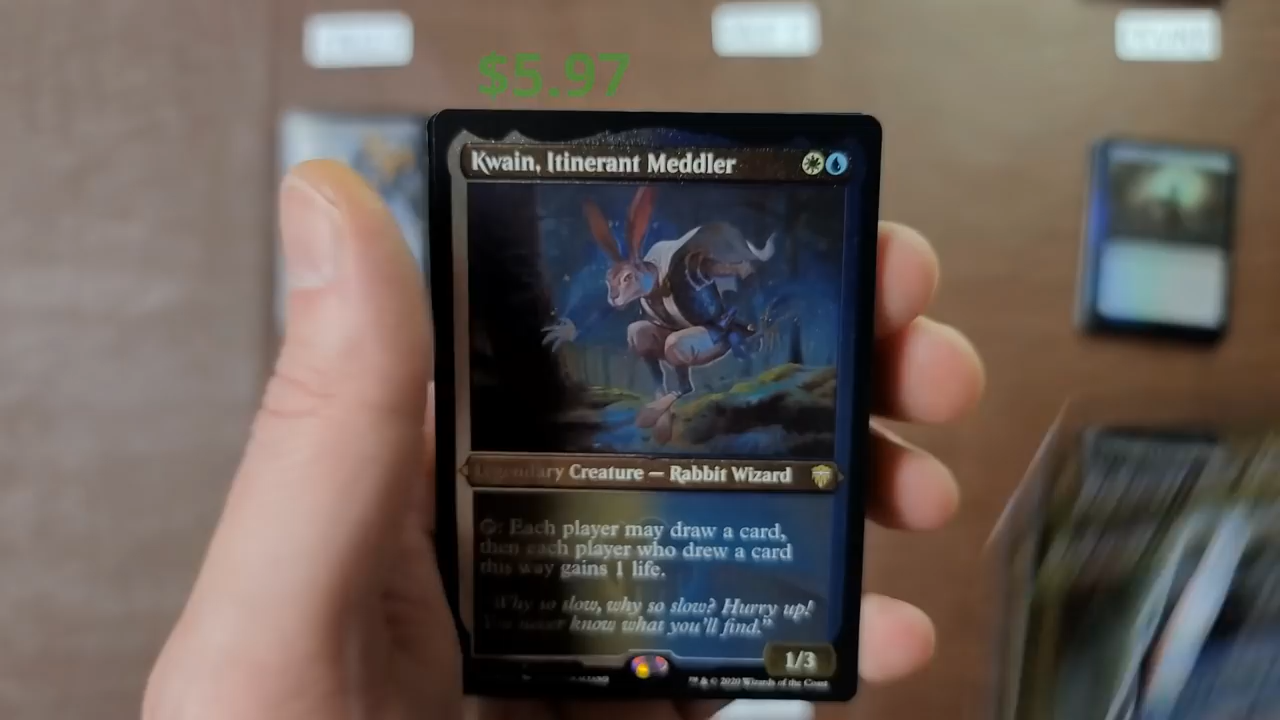 $5.97
Kwain, Itinerant Meddler
Legendary Creature — Rabbit Wizard
: Each player may draw a card,
then each player who drew a card
this way gains 1 life.
"Why so slow, why so slow? Hurry up!
You never know what you'll find."
1/3
™ & © 2020 Wizards of the Coast